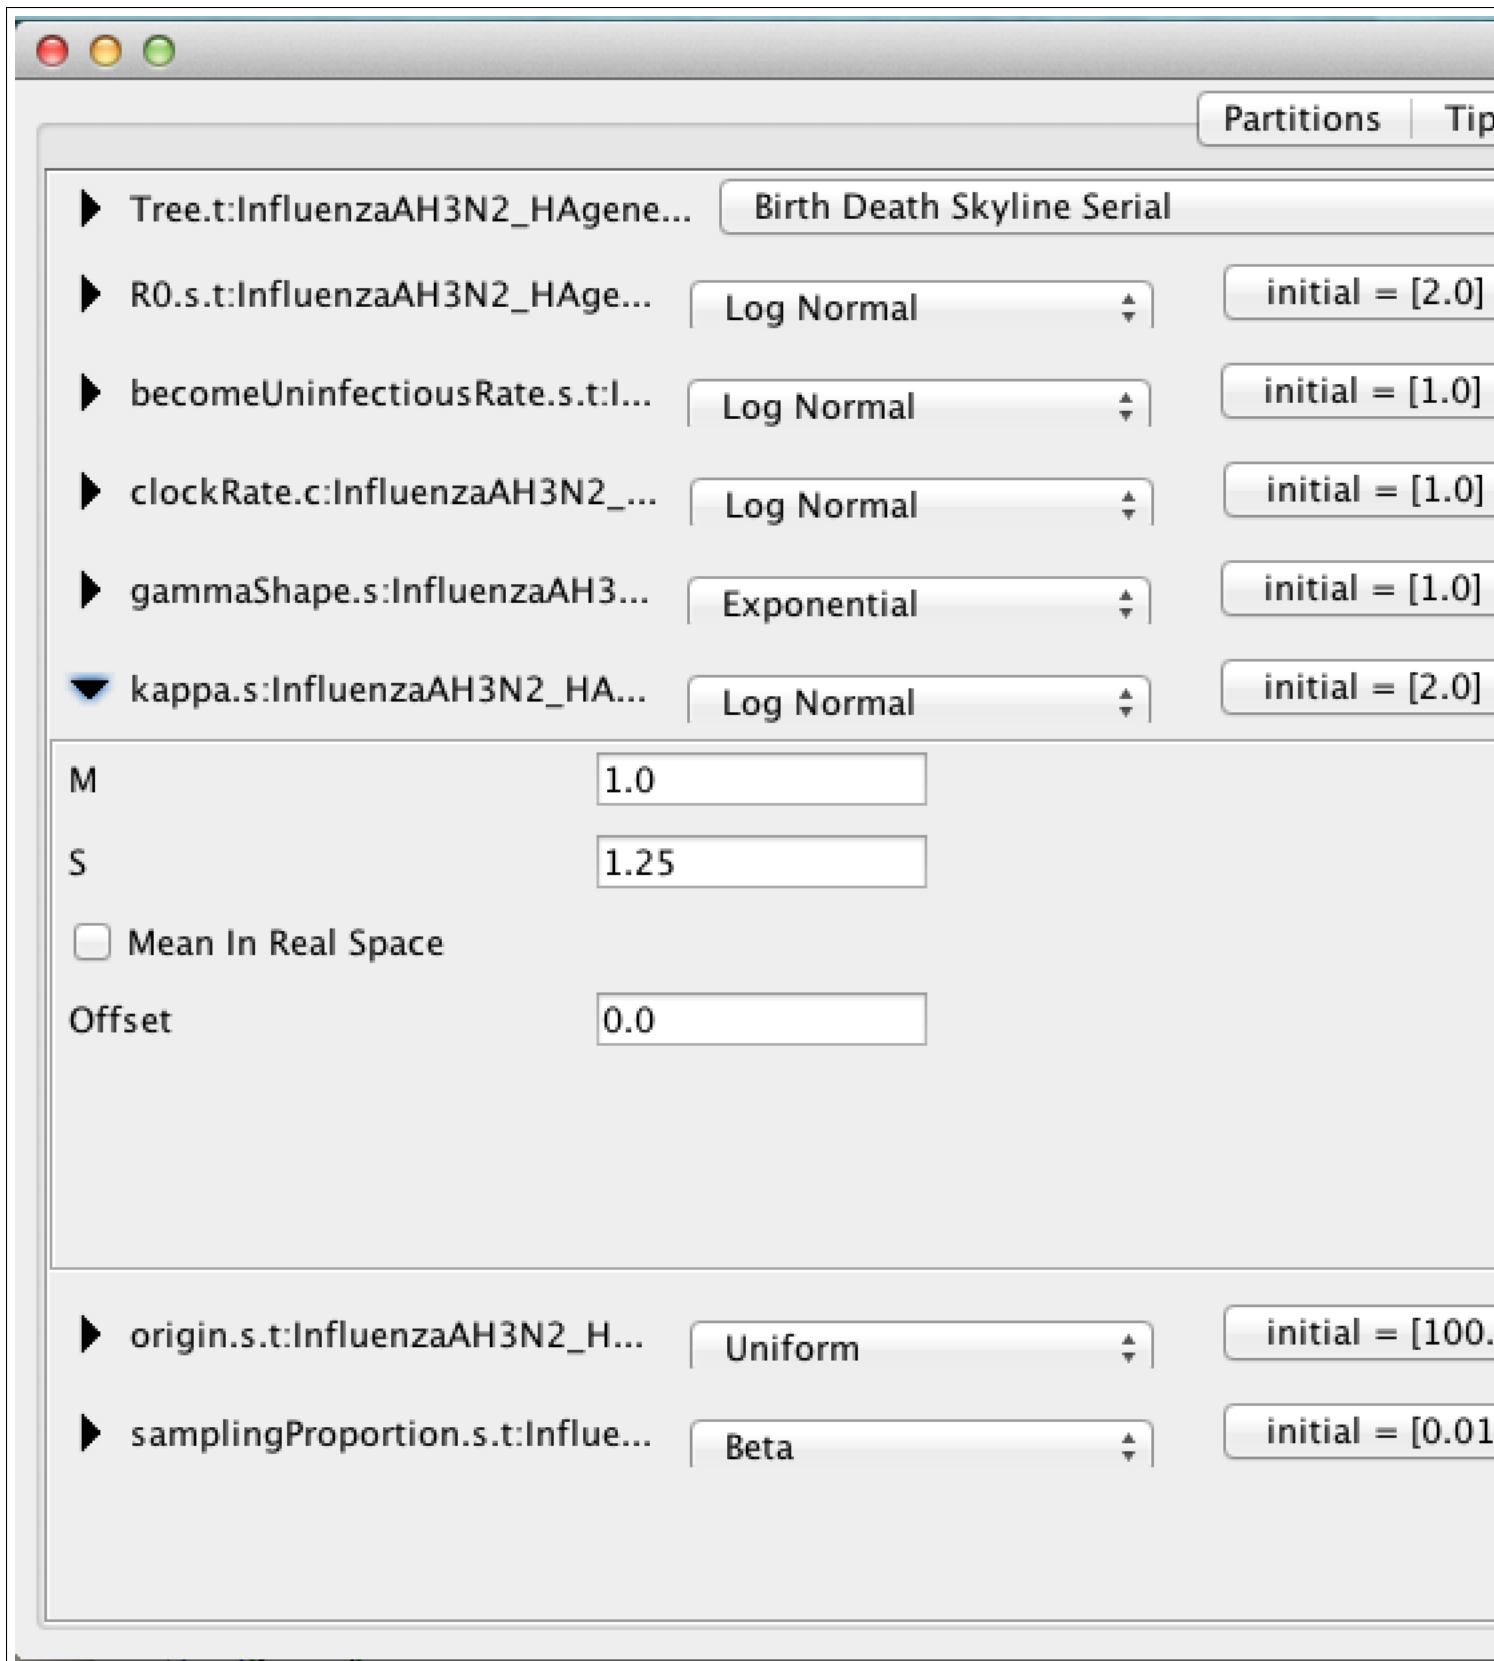 Partitions Tip
Tree.t:InfluenzaAH3N2_HAgene... Birth Death Skyline Serial
R0.s.t:InfluenzaAH3N2_HAge... Log Normal initial = [2.0]
becomeUninfectiousRate.s.t:I... Log Normal initial = [1.0]
clockRate.c:InfluenzaAH3N2_... Log Normal initial = [1.0]
gammaShape.s:InfluenzaAH3... Exponential initial = [1.0]
kappa.s:InfluenzaAH3N2_HA... Log Normal initial = [2.0]
M 1.0
S 1.25
Mean In Real Space
Offset 0.0
origin.s.t:InfluenzaAH3N2_H... Uniform initial = [100.
samplingProportion.s.t:Influe... Beta initial = [0.01